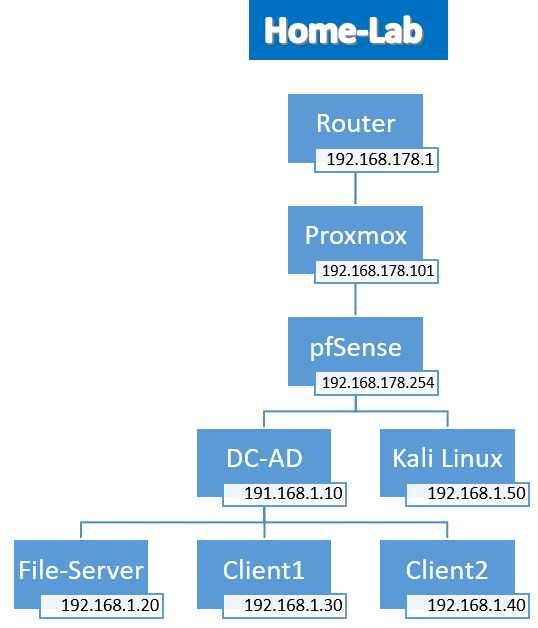 Home-Lab
Router
192.168.178.1
Proxmox
192.168.178.101
pfSense
192.168.178.254
DC-AD
191.168.1.10
Kali Linux
192.168.1.50
File-Server
192.168.1.20
Client1
192.168.1.30
Client2
192.168.1.40